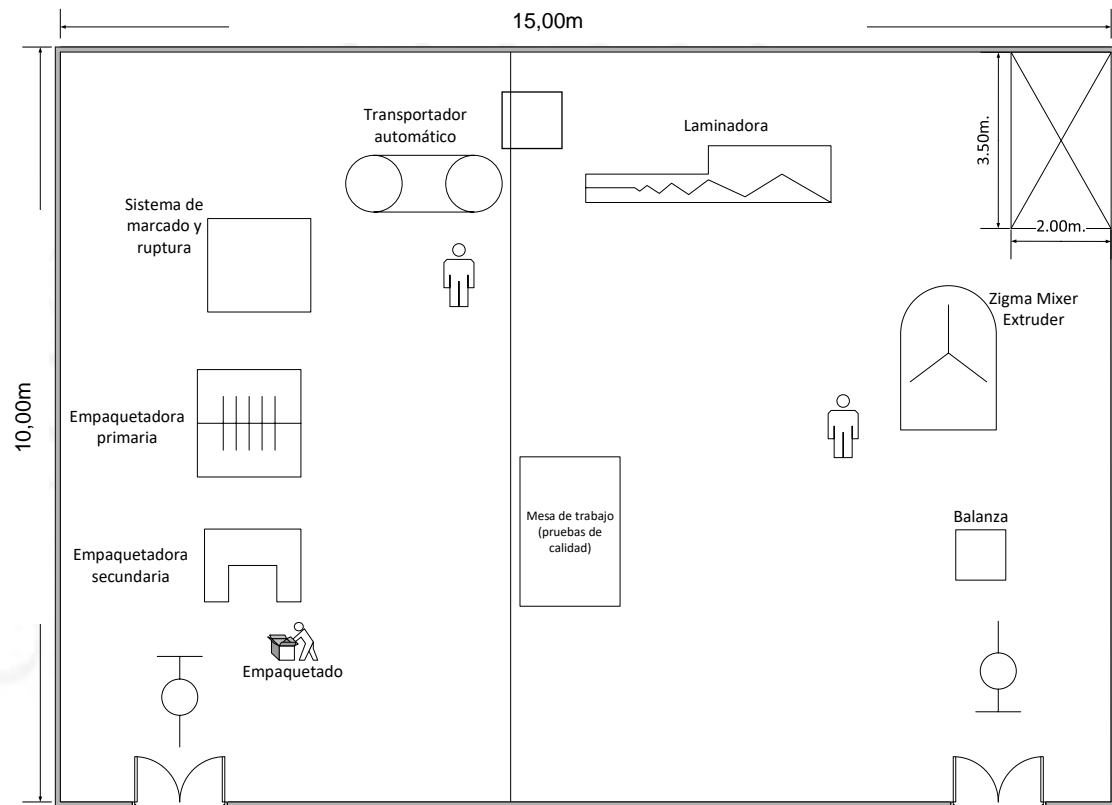 15,00m
Transportador
automático
Laminadora
3.50m.
Sistema de
marcado y
ruptura
2.00m.
Zigma Mixer
Extruder
10,00m
Empaquetadora
primaria
Mesa de trabajo
(pruebas de
calidad)
Balanza
Empaquetadora
secundaria
Empaquetado